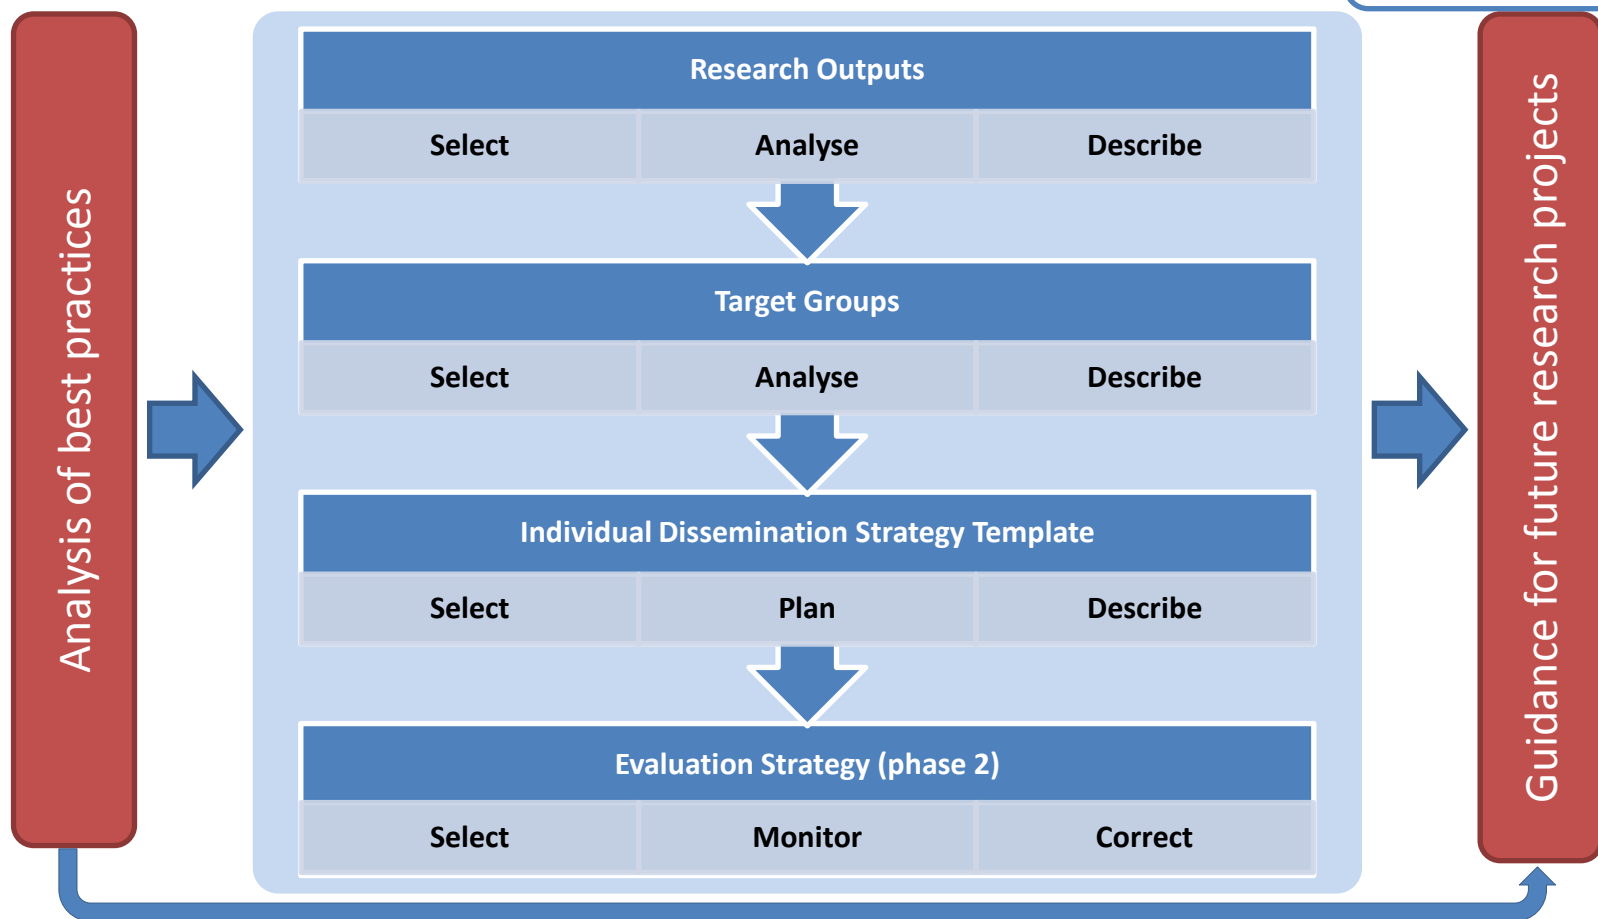 Analysis of best practices
Research Outputs
Select Analyse Describe
Target Groups
Select Analyse Describe
Individual Dissemination Strategy Template
Select Plan Describe
Evaluation Strategy (phase 2)
Select Monitor Correct
Guidance for future research projects